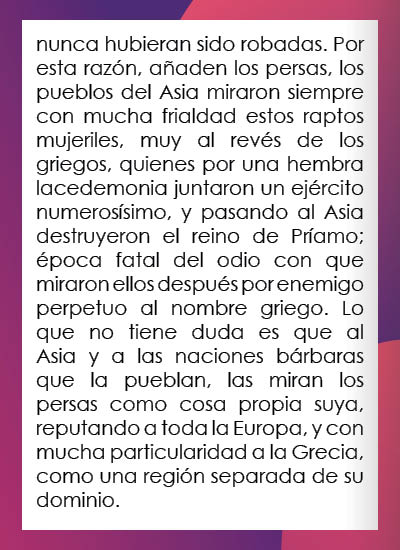 nunca hubieran sido robadas. Por
esta razón, añaden los persas, los
pueblos del Asia miraron siempre
con mucha frialdad estos raptos
mujeriles, muy al revés de los
griegos, quienes por una hembra
lacedemonia juntaron un ejército
numerosísimo, y pasando al Asia
destruyeron el reino de Príamo;
época fatal del odio con que
miraron ellos después por enemigo
perpetuo al nombre griego. Lo
que no tiene duda es que al
Asia y a las naciones bárbaras
que la pueblan, las miran los
persas como cosa propia suya,
reputando a toda la Europa, y con
mucha particularidad a la Grecia,
como una región separada de su
dominio.